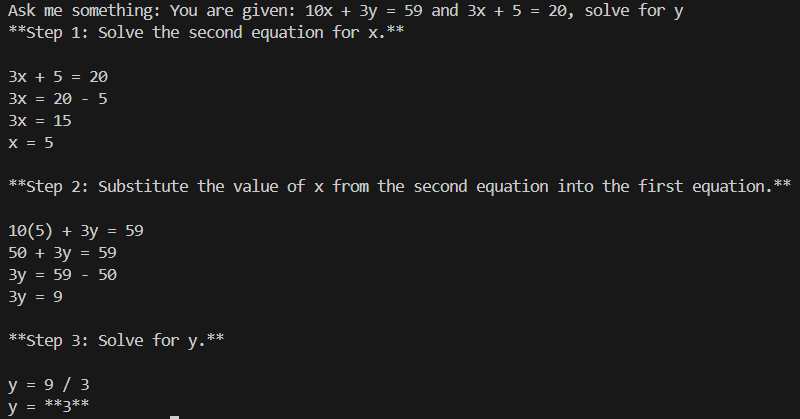 Ask me something: You are given: 10x + 3y = 59 and 3x + 5 = 20, solve for y
**Step 1: Solve the second equation for x.**
3x + 5 = 20
3x = 20 - 5
3x = 15
x = 5
**Step 2: Substitute the value of x from the second equation into the first equation.**
10(5) + 3y = 59
50 + 3y = 59
3y = 59 - 50
3y = 9
**Step 3: Solve for y.**
y = 9 / 3
y = **3**